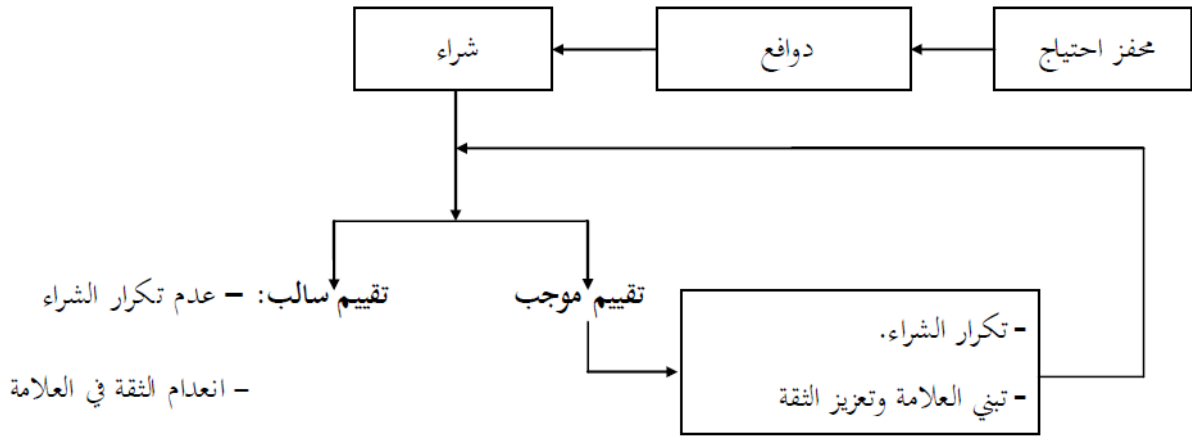 محفز احتياج
دوافع
شراء
تقييم موجب
تقييم سالب: – عدم تكرار الشراء
– انعدام الثقة في العلامة
– تكرار الشراء.
– تبني العلامة وتعزيز الثقة